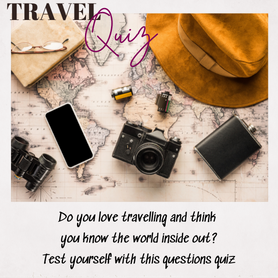 TRAVEL
Quiz
Do you love travelling and think
you know the world inside out?
Test yourself with this questions quiz